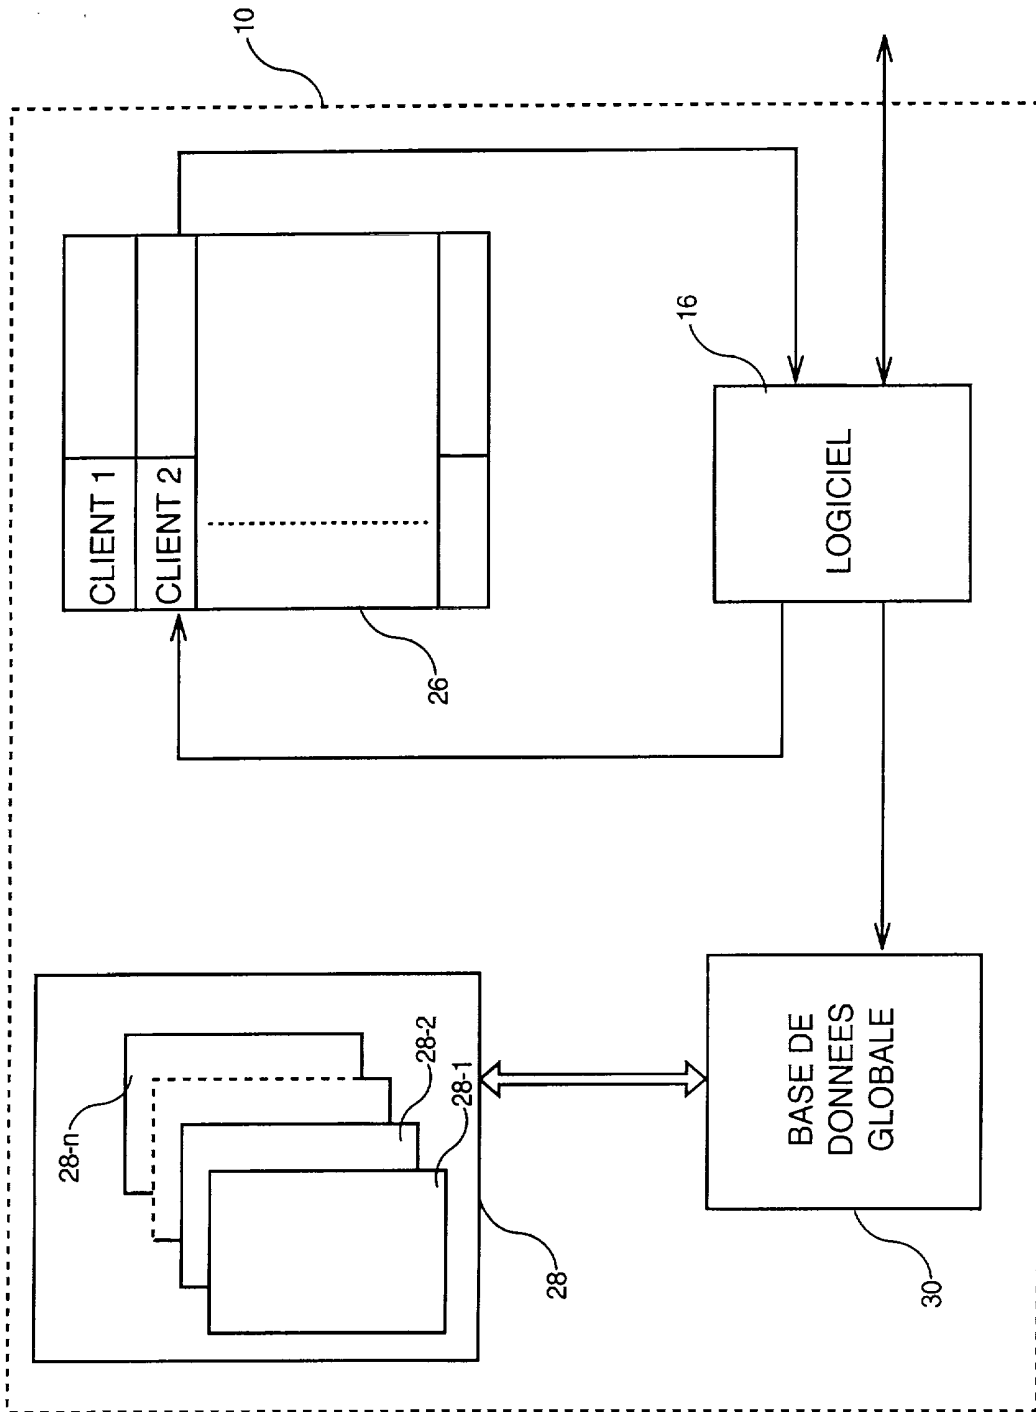 10
CLIENT 1
CLIENT 2
26
16
LOGICIEL
28-n
28-2
28-1
28
BASE DE
DONNEES
GLOBALE
30